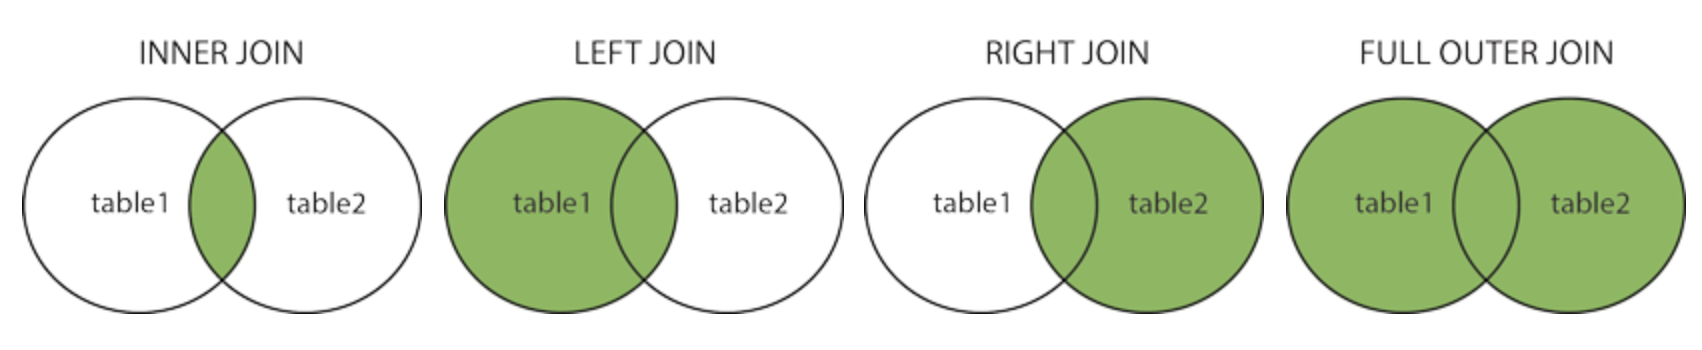 INNER JOIN
LEFT JOIN
RIGHT JOIN
FULL OUTER JOIN
table1
table2
table1
table2
table1
table2
table1
table2